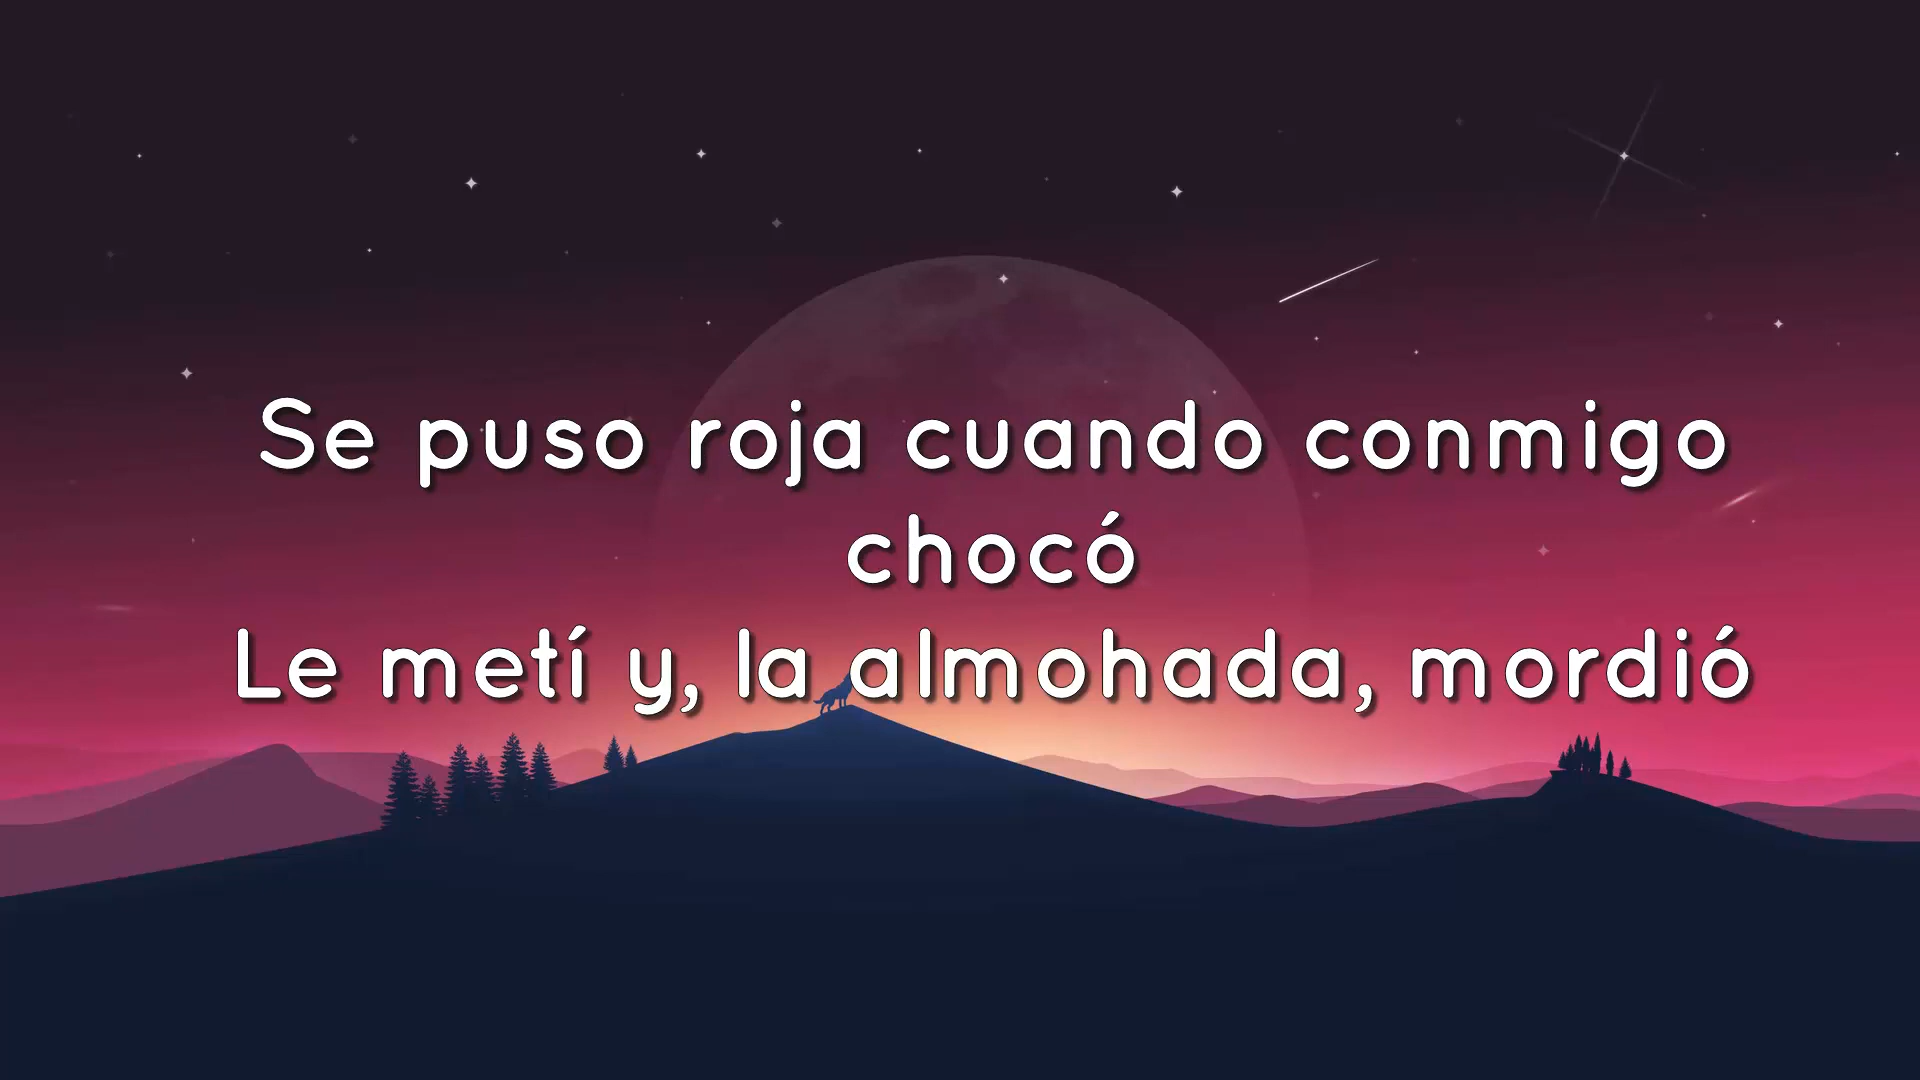 Se puso roja cuando conmigo
chocó
Le metí y, la almohada, mordió